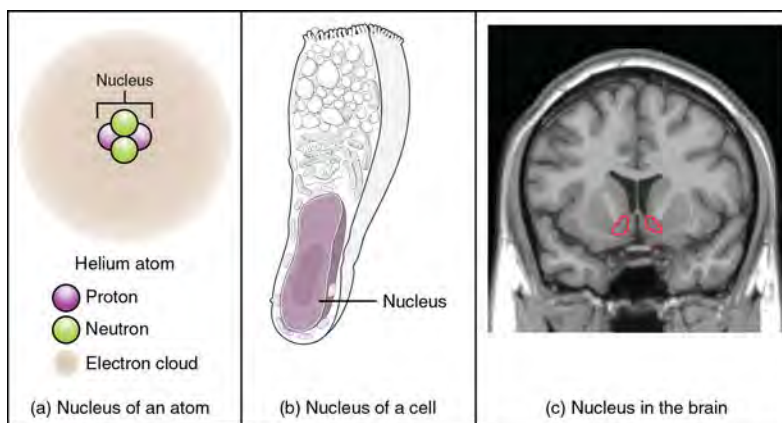 Nucleus
Helium atom
Proton
Neutron
Electron cloud
(a) Nucleus of an atom
Nucleus
(b) Nucleus of a cell
(c) Nucleus in the brain